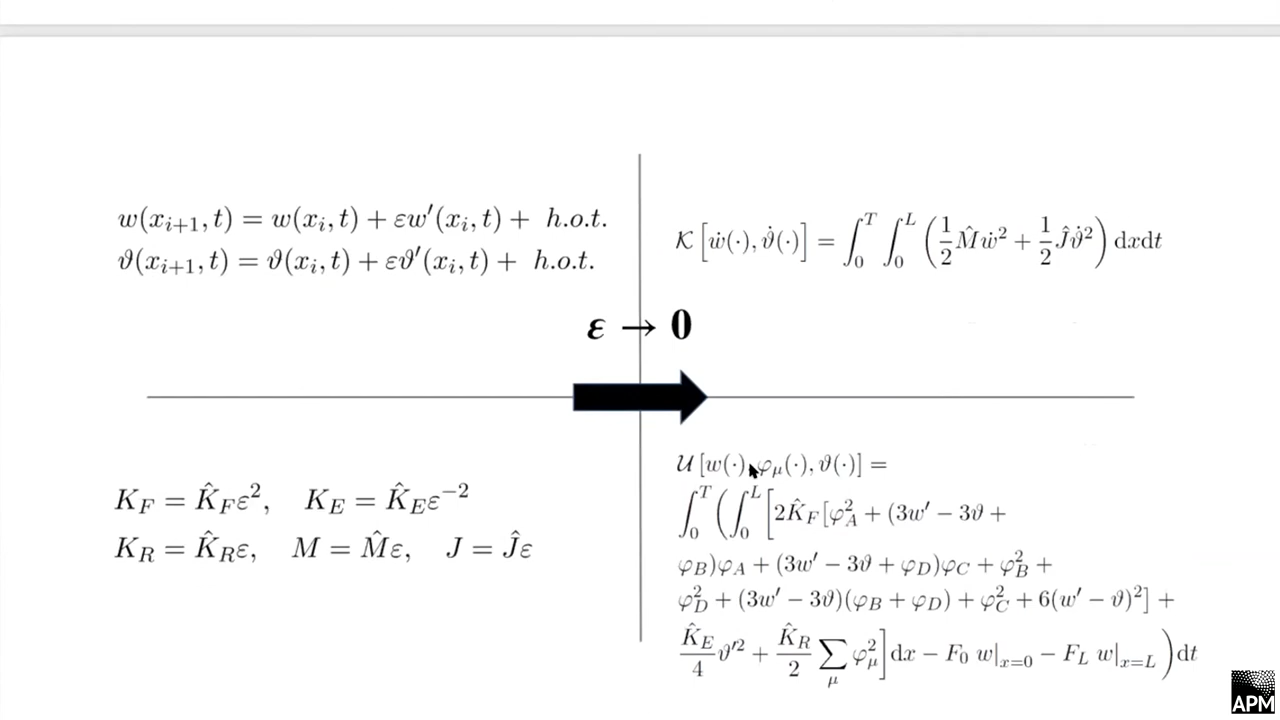 w(x_{i+1}, t) = w(x_i, t) + εw′(x_i, t) + h.o.t.
ϑ(x_{i+1}, t) = ϑ(x_i, t) + εϑ′(x_i, t) + h.o.t.
𝒦 [ẇ(·), ϑ̇(·)] = ∫_0^T ∫_0^L (1/2 M̂ẇ² + 1/2 Ĵϑ̇²) dxdt
ε → 0
K_F = K̂_F ε², K_E = K̂_E ε^{−2}
K_R = K̂_R ε, M = M̂ε, J = Ĵε
𝒰 [w(·), φ_μ(·), ϑ(·)] =
∫_0^T (∫_0^L [2K̂_F[φ_A² + (3w′ − 3ϑ +
φ_B)φ_A + (3w′ − 3ϑ + φ_D)φ_C + φ_B² +
φ_D² + (3w′ − 3ϑ)(φ_B + φ_D) + φ_C² + 6(w′ − ϑ)²] +
K̂_E/4 ϑ′² + K̂_R/2 ∑_μ φ_μ²] dx − F_0 w|_{x=0} − F_L w|_{x=L}) dt
APM